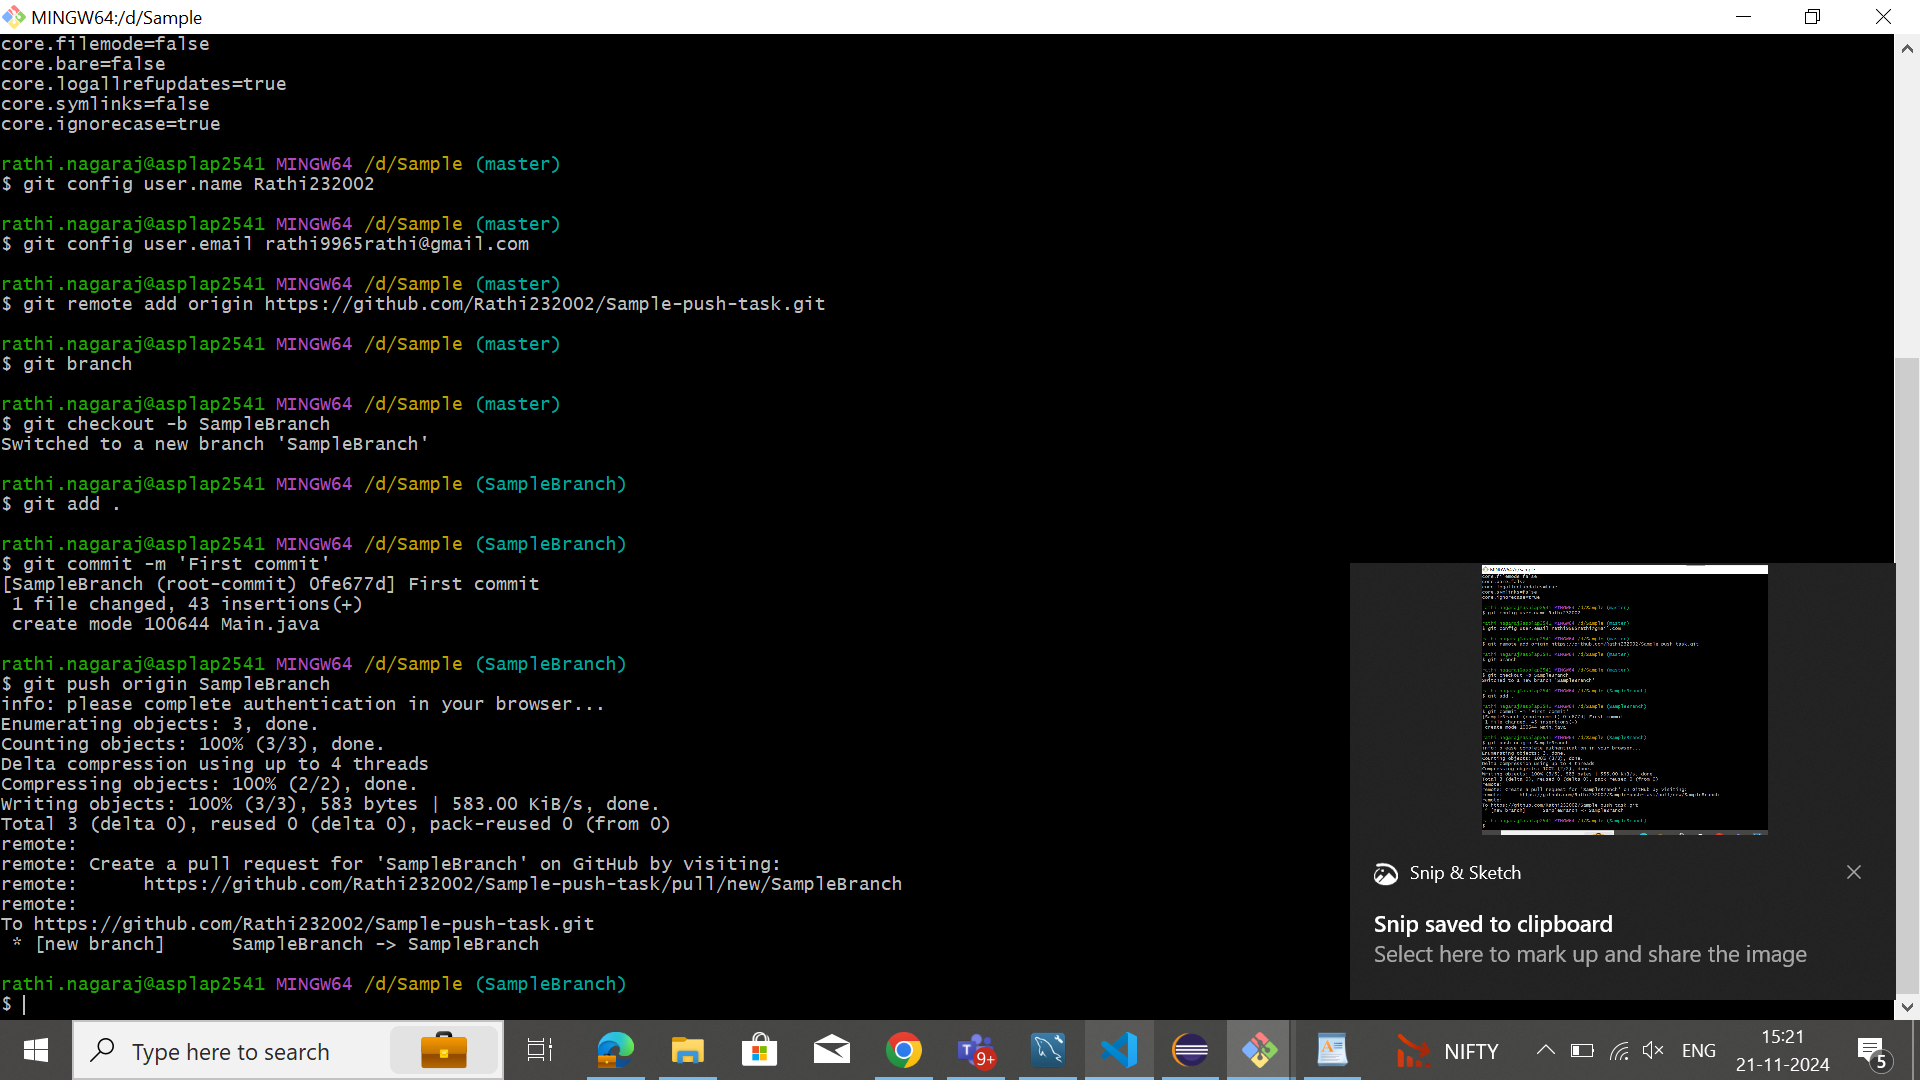 MINGW64:/d/Sample
core.filemode=false
core.bare=false
core.logallrefupdates=true
core.symlinks=false
core.ignorecase=true
rathi.nagaraj@asplap2541 MINGW64 /d/Sample (master)
$ git config user.name Rathi232002
rathi.nagaraj@asplap2541 MINGW64 /d/Sample (master)
$ git config user.email rathi9965rathi@gmail.com
rathi.nagaraj@asplap2541 MINGW64 /d/Sample (master)
$ git remote add origin https://github.com/Rathi232002/Sample-push-task.git
rathi.nagaraj@asplap2541 MINGW64 /d/Sample (master)
$ git branch
rathi.nagaraj@asplap2541 MINGW64 /d/Sample (master)
$ git checkout -b SampleBranch
Switched to a new branch 'SampleBranch'
rathi.nagaraj@asplap2541 MINGW64 /d/Sample (SampleBranch)
$ git add .
rathi.nagaraj@asplap2541 MINGW64 /d/Sample (SampleBranch)
$ git commit -m 'First commit'
[SampleBranch (root-commit) 0fe677d] First commit
1 file changed, 43 insertions(+)
create mode 100644 Main.java
rathi.nagaraj@asplap2541 MINGW64 /d/Sample (SampleBranch)
$ git push origin SampleBranch
info: please complete authentication in your browser...
Enumerating objects: 3, done.
Counting objects: 100% (3/3), done.
Delta compression using up to 4 threads
Compressing objects: 100% (2/2), done.
Writing objects: 100% (3/3), 583 bytes | 583.00 KiB/s, done.
Total 3 (delta 0), reused 0 (delta 0), pack-reused 0 (from 0)
remote:
remote: Create a pull request for 'SampleBranch' on GitHub by visiting:
remote:      https://github.com/Rathi232002/Sample-push-task/pull/new/SampleBranch
remote:
To https://github.com/Rathi232002/Sample-push-task.git
* [new branch]      SampleBranch -> SampleBranch
rathi.nagaraj@asplap2541 MINGW64 /d/Sample (SampleBranch)
$
Snip & Sketch
Snip saved to clipboard
Select here to mark up and share the image
Type here to search
9+
NIFTY
ENG
15:21
21-11-2024
5